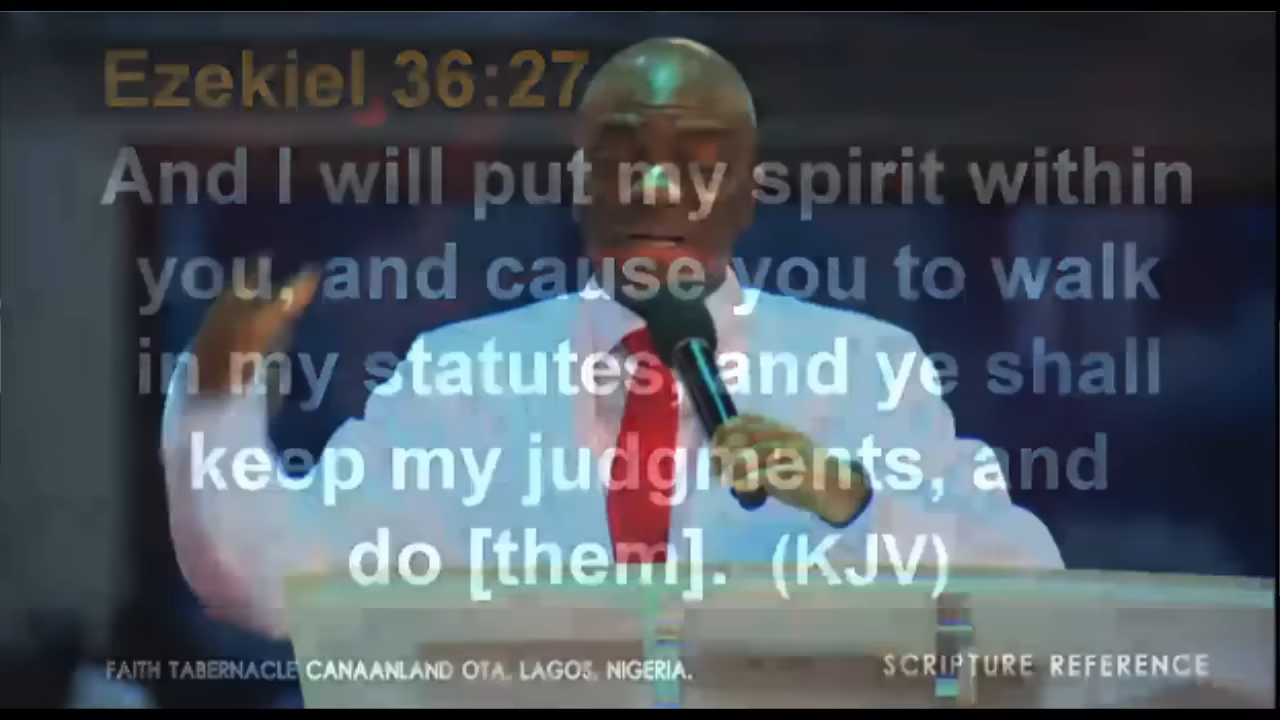 Ezekiel 36:27
And I will put my spirit within
you, and cause you to walk
in my statutes, and ye shall
keep my judgments, and
do [them]. (KJV)
FAITH TABERNACLE CANAANLAND OTA, LAGOS, NIGERIA.
SCRIPTURE REFERENCE